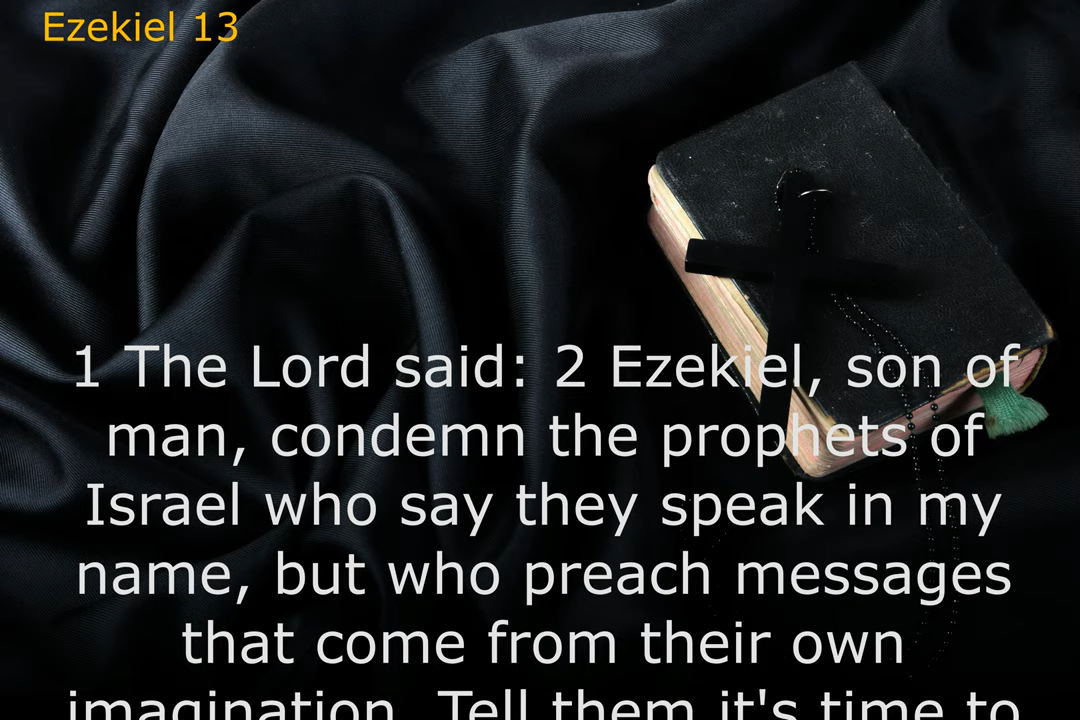 Ezekiel 13
1 The Lord said: 2 Ezekiel, son of
man, condemn the prophets of
Israel who say they speak in my
name, but who preach messages
that come from their own
imagination. Tell them it's time to